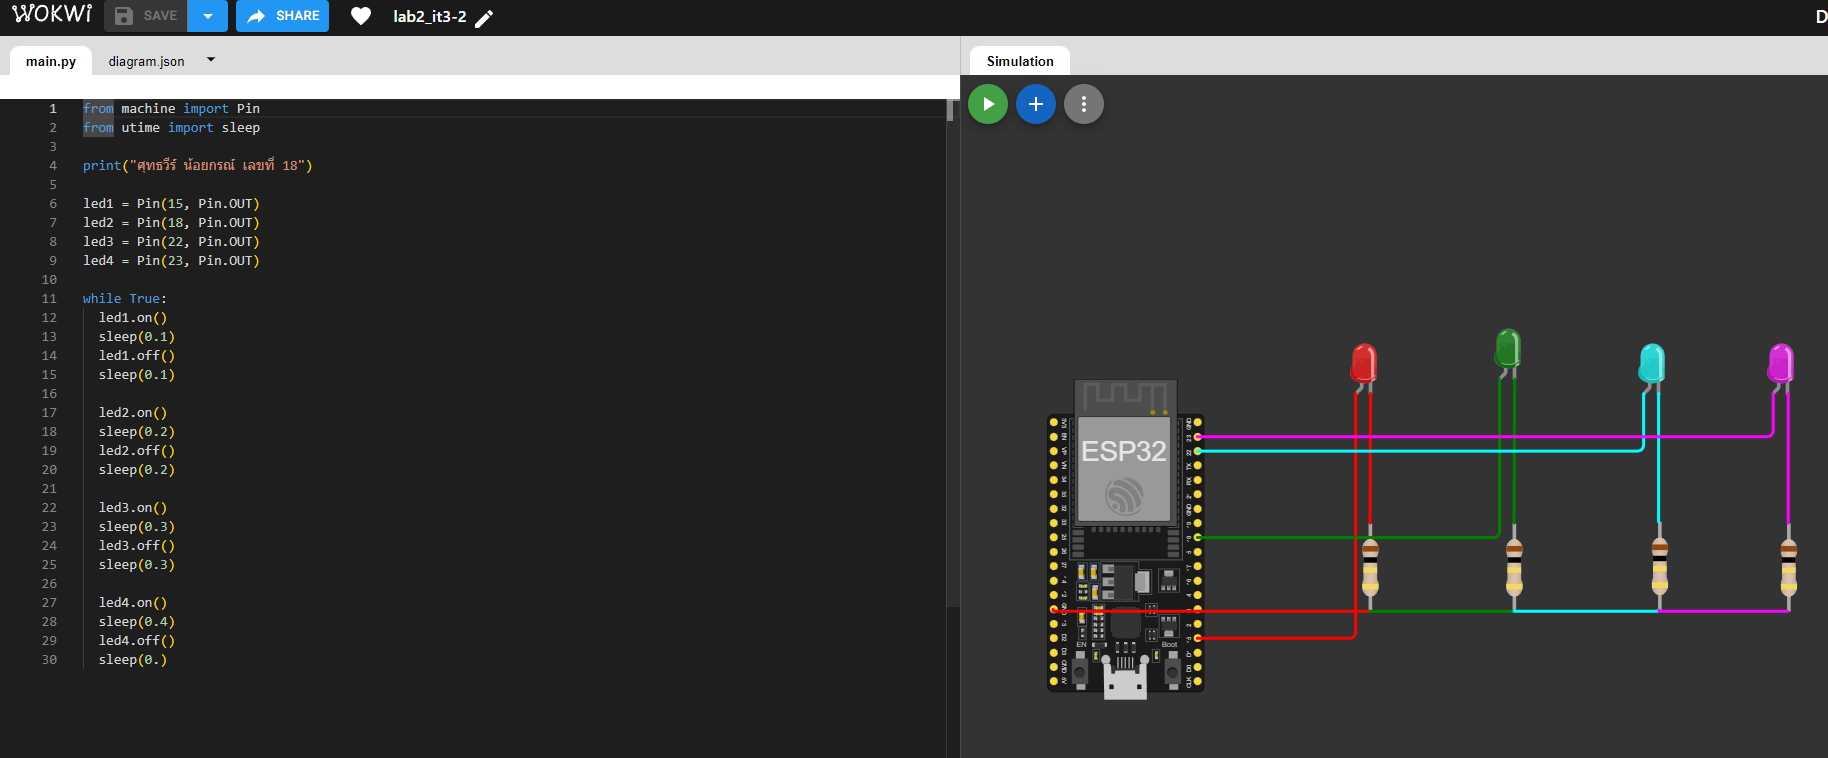 WOKWI
SAVE
SHARE
lab2_it3-2
D
main.py
diagram.json
Simulation
1 from machine import Pin
2 from utime import sleep
3
4 print("ศุทธวีร์ น้อยกรณ์ เลขที่ 18")
5
6 led1 = Pin(15, Pin.OUT)
7 led2 = Pin(18, Pin.OUT)
8 led3 = Pin(22, Pin.OUT)
9 led4 = Pin(23, Pin.OUT)
10
11 while True:
12 led1.on()
13 sleep(0.1)
14 led1.off()
15 sleep(0.1)
16
17 led2.on()
18 sleep(0.2)
19 led2.off()
20 sleep(0.2)
21
22 led3.on()
23 sleep(0.3)
24 led3.off()
25 sleep(0.3)
26
27 led4.on()
28 sleep(0.4)
29 led4.off()
30 sleep(0.)
ESP32
EN
Boot